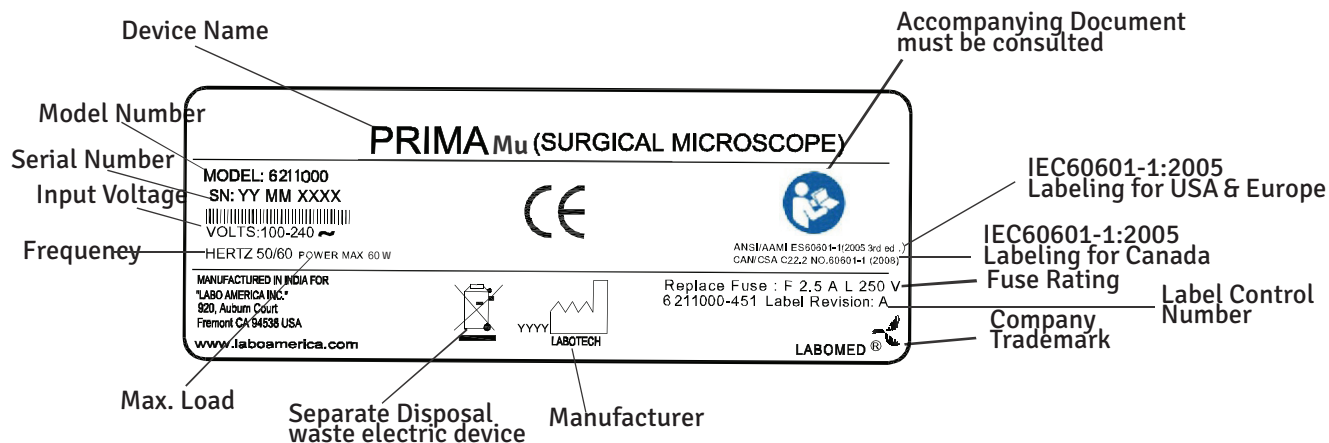 Device Name
Accompanying Document
must be consulted
Model Number
Serial Number
Input Voltage
Frequency
PRIMA Mu (SURGICAL MICROSCOPE)
MODEL: 6211000
SN: YY MM XXXX
VOLTS:100-240 ~
HERTZ 50/60 POWER MAX 60 W
CE
ANSI/AAMI ES60601-1(2005 3rd ed .)
CAN/CSA C22.2 NO.60601-1 (2008)
IEC60601-1:2005
Labeling for USA & Europe
IEC60601-1:2005
Labeling for Canada
MANUFACTURED IN INDIA FOR
"LABO AMERICA INC."
920, Auburn Court
Fremont CA 94538 USA
www.laboamerica.com
YYYY
LABOTECH
Replace Fuse : F 2.5 A L 250 V
6211000-451 Label Revision: A
LABOMED ®
Fuse Rating
Label Control
Number
Company
Trademark
Max. Load
Separate Disposal
waste electric device
Manufacturer